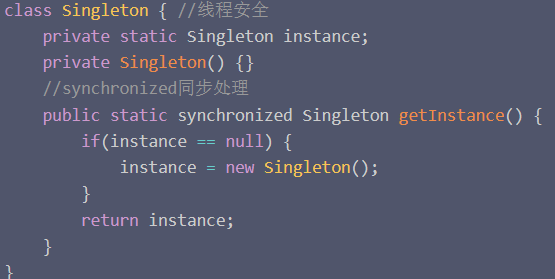 class Singleton { //线程安全
    private static Singleton instance;
    private Singleton() {}
    //synchronized同步处理
    public static synchronized Singleton getInstance() {
        if(instance == null) {
            instance = new Singleton();
        }
        return instance;
    }
}